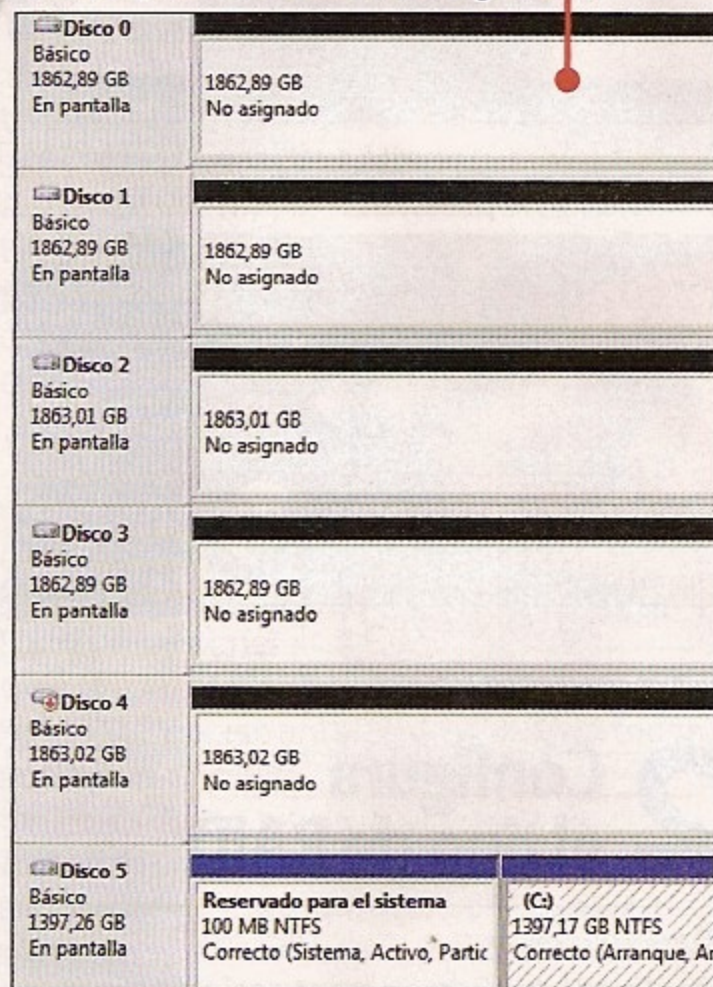 Disco 0
Básico
1862,89 GB
En pantalla
1862,89 GB
No asignado
Disco 1
Básico
1862,89 GB
En pantalla
1862,89 GB
No asignado
Disco 2
Básico
1863,01 GB
En pantalla
1863,01 GB
No asignado
Disco 3
Básico
1862,89 GB
En pantalla
1862,89 GB
No asignado
Disco 4
Básico
1863,02 GB
En pantalla
1863,02 GB
No asignado
Disco 5
Básico
1397,26 GB
En pantalla
Reservado para el sistema
100 MB NTFS
Correcto (Sistema, Activo, Partic
(C:)
1397,17 GB NTFS
Correcto (Arranque, Ar